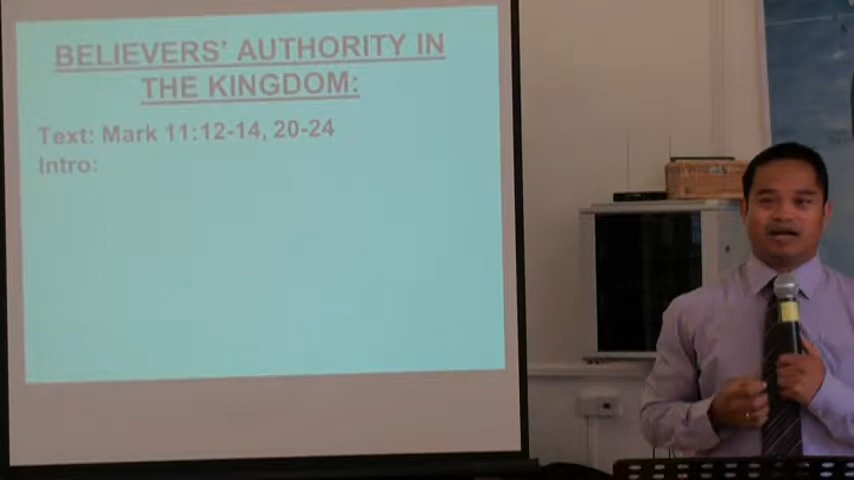 BELIEVERS' AUTHORITY IN
THE KINGDOM:
Text: Mark 11:12-14, 20-24
Intro: